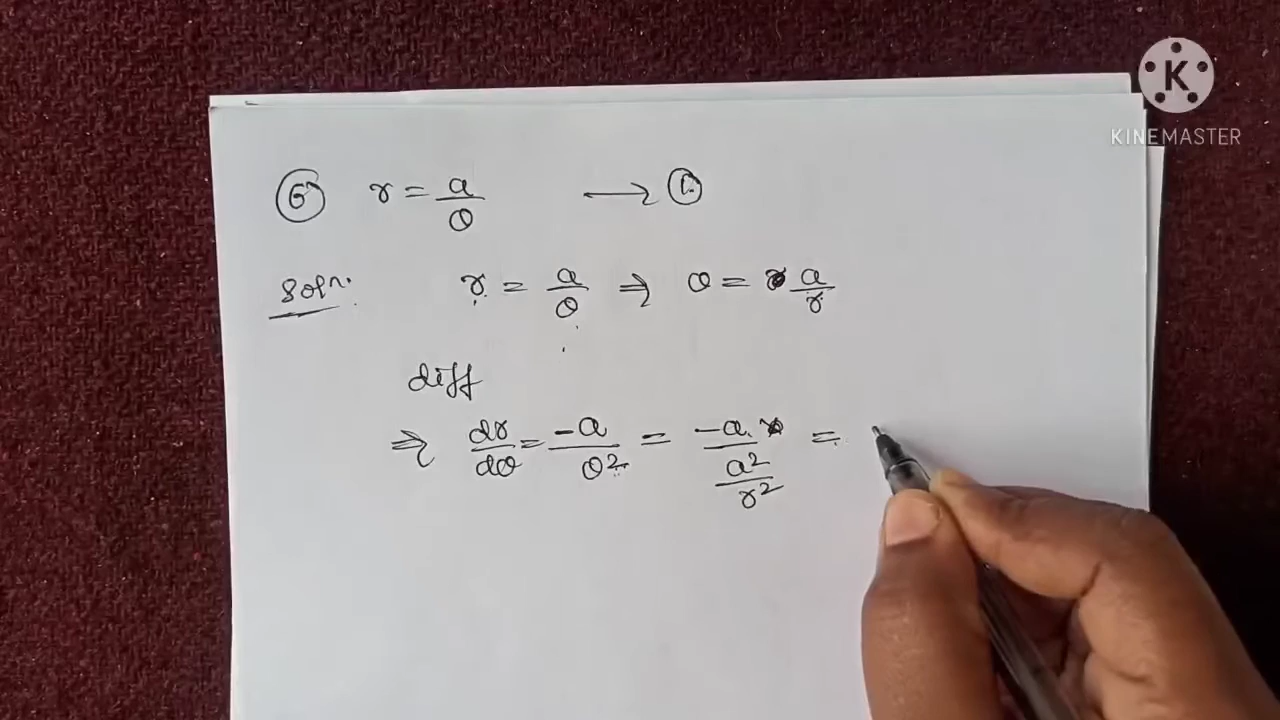 K
KINEMASTER
⑥ r = a/θ ⟶ ①
Soln: r = a/θ ⇒ θ = a/r
diff
⇒ dr/dθ = -a/θ² = -a/(a²/r²) =